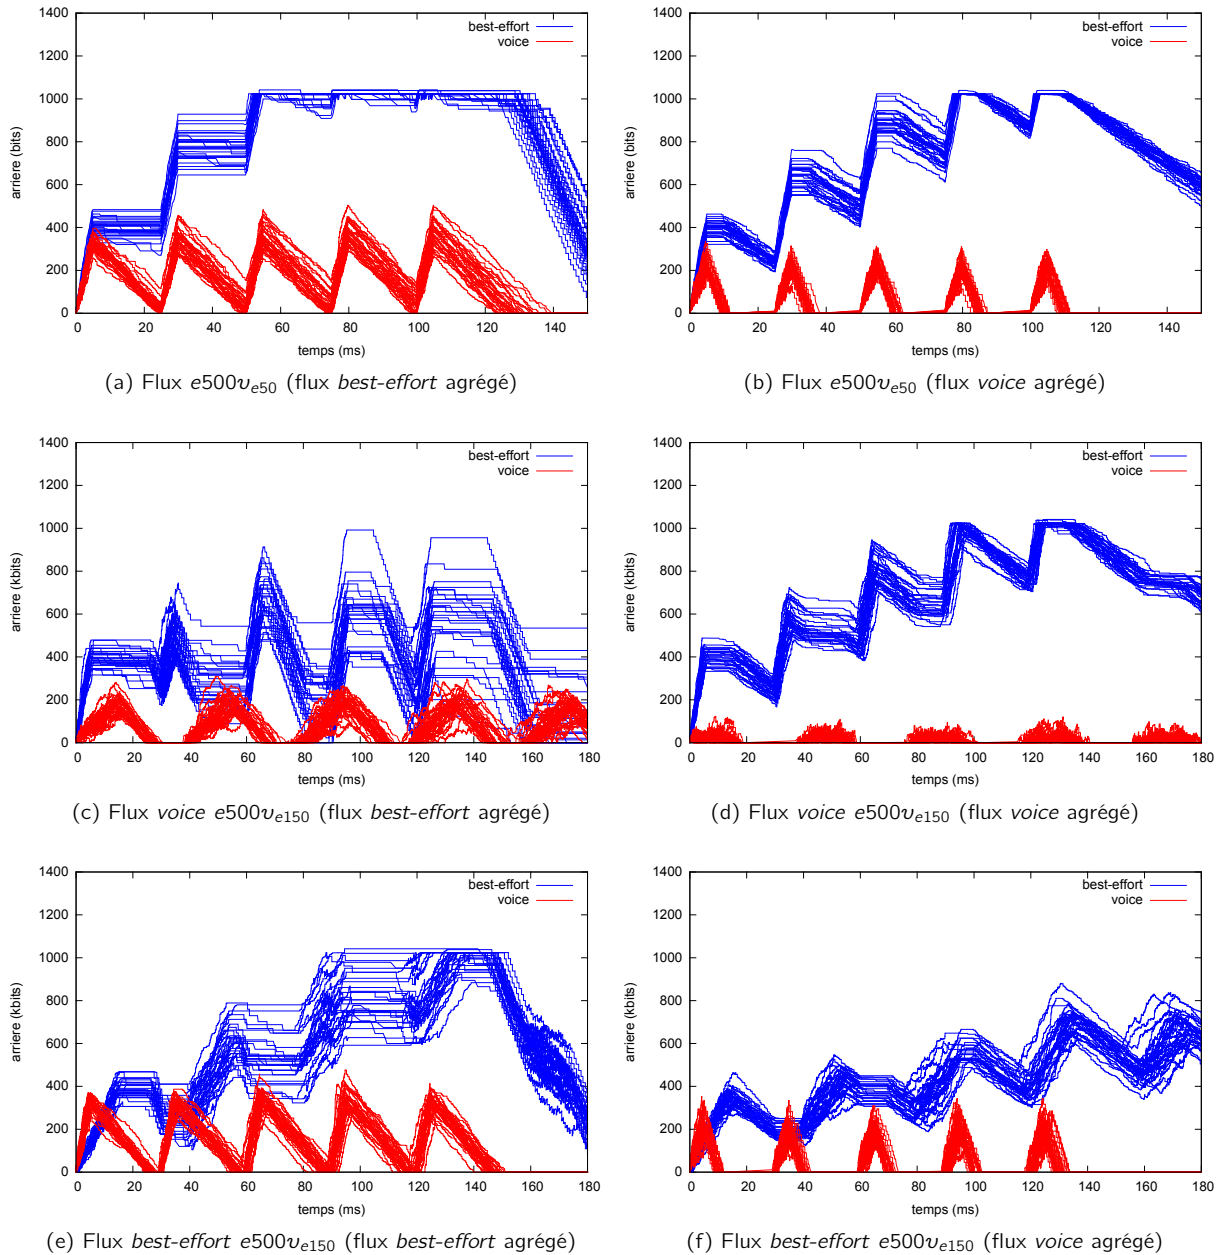 1400
1200
1000
800
600
400
200
0
arriere (bits)
best-effort
voice
0 20 40 60 80 100 120 140
temps (ms)
(a) Flux e500υe50 (flux best-effort agrégé)
1400
1200
1000
800
600
400
200
0
arriere (bits)
best-effort
voice
0 20 40 60 80 100 120 140
temps (ms)
(b) Flux e500υe50 (flux voice agrégé)
1400
1200
1000
800
600
400
200
0
arriere (kbits)
best-effort
voice
0 20 40 60 80 100 120 140 160 180
temps (ms)
(c) Flux voice e500υe150 (flux best-effort agrégé)
1400
1200
1000
800
600
400
200
0
arriere (kbits)
best-effort
voice
0 20 40 60 80 100 120 140 160 180
temps (ms)
(d) Flux voice e500υe150 (flux voice agrégé)
1400
1200
1000
800
600
400
200
0
arriere (kbits)
best-effort
voice
0 20 40 60 80 100 120 140 160 180
temps (ms)
(e) Flux best-effort e500υe150 (flux best-effort agrégé)
1400
1200
1000
800
600
400
200
0
arriere (kbits)
best-effort
voice
0 20 40 60 80 100 120 140 160 180
temps (ms)
(f) Flux best-effort e500υe150 (flux voice agrégé)